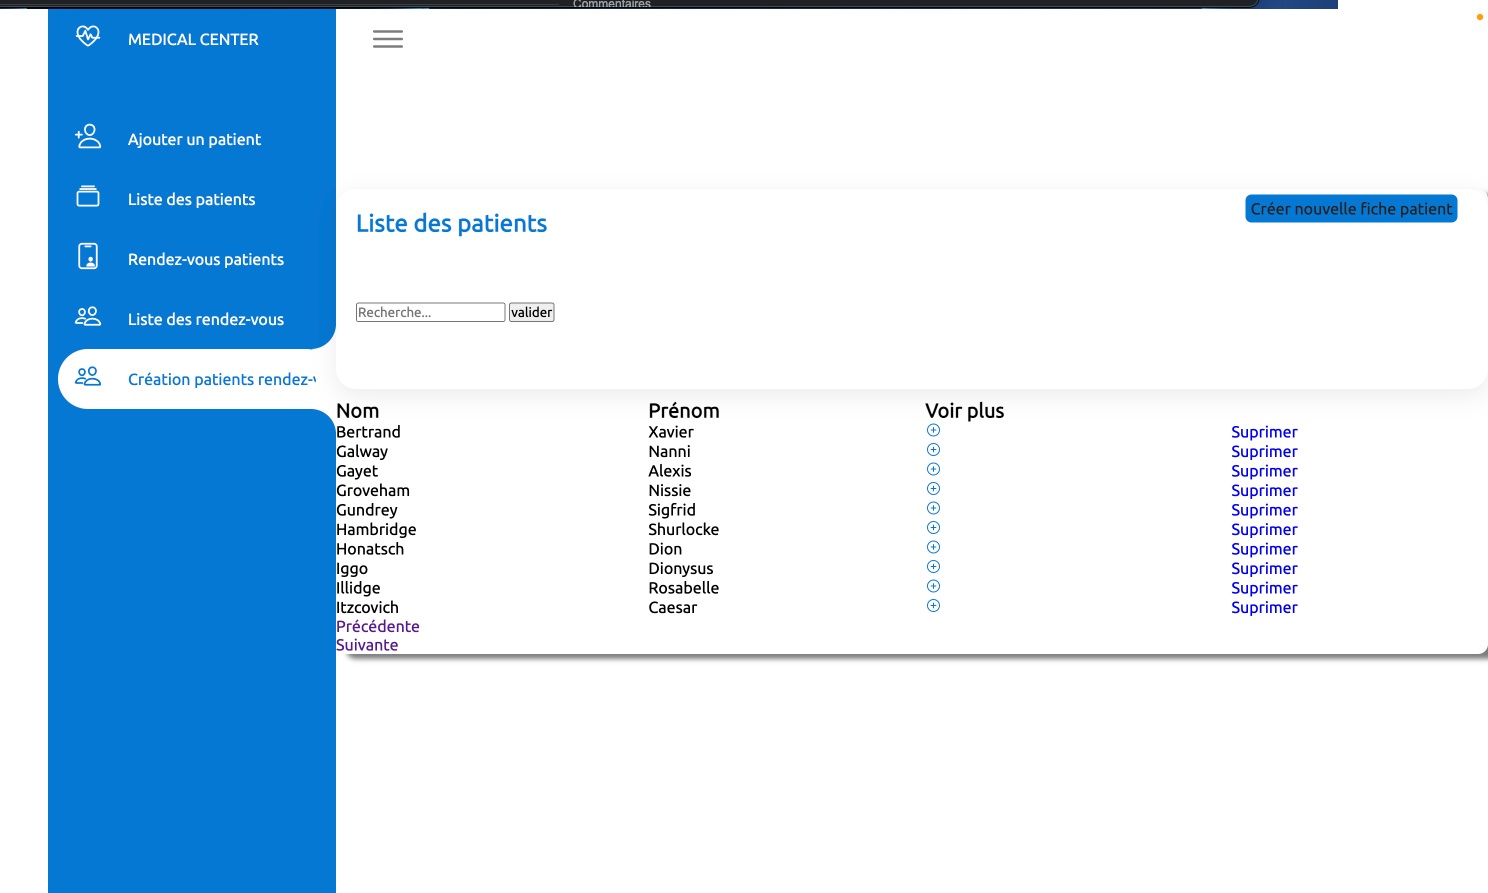 Commentaires
MEDICAL CENTER
Ajouter un patient
Liste des patients
Rendez-vous patients
Liste des rendez-vous
Création patients rendez-v
Liste des patients
Créer nouvelle fiche patient
Recherche... valider
Nom Prénom Voir plus
Bertrand Xavier Suprimer
Galway Nanni Suprimer
Gayet Alexis Suprimer
Groveham Nissie Suprimer
Gundrey Sigfrid Suprimer
Hambridge Shurlocke Suprimer
Honatsch Dion Suprimer
Iggo Dionysus Suprimer
Illidge Rosabelle Suprimer
Itzcovich Caesar Suprimer
Précédente
Suivante